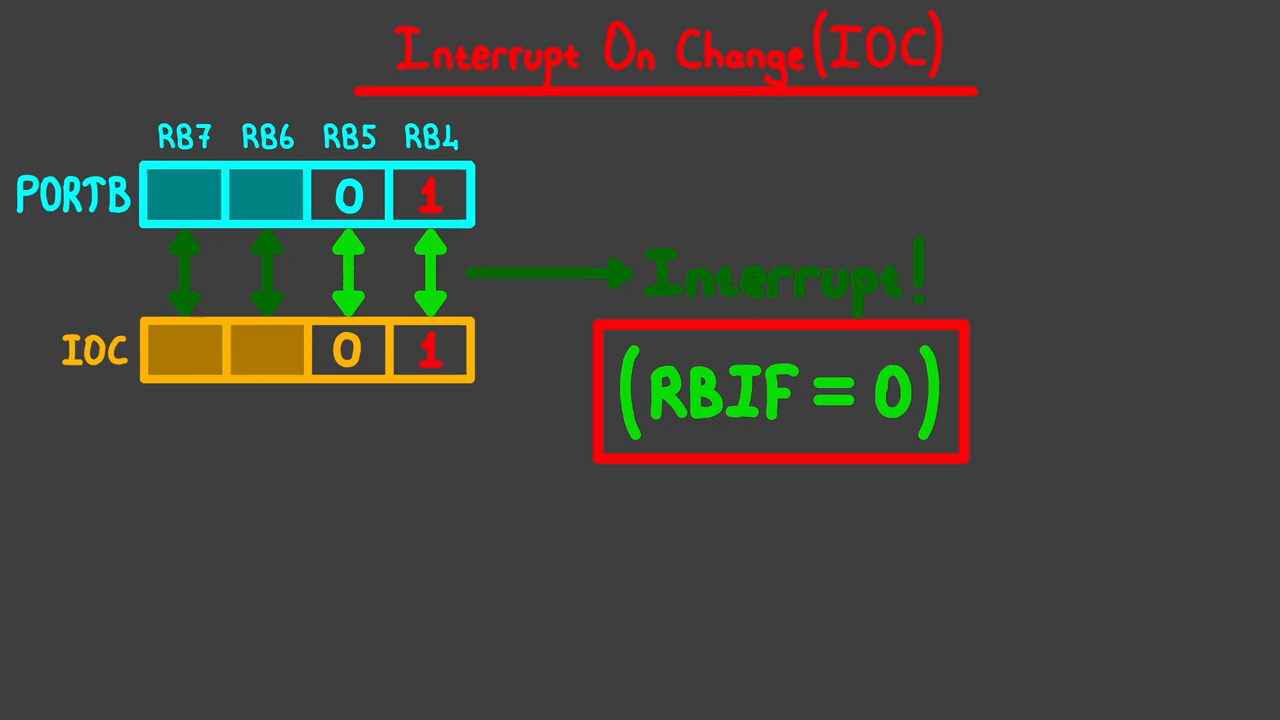 Interrupt On Change (IOC)
RB7 RB6 RB5 RB4
PORTB 0 1
Interrupt!
IOC 0 1
(RBIF = 0)